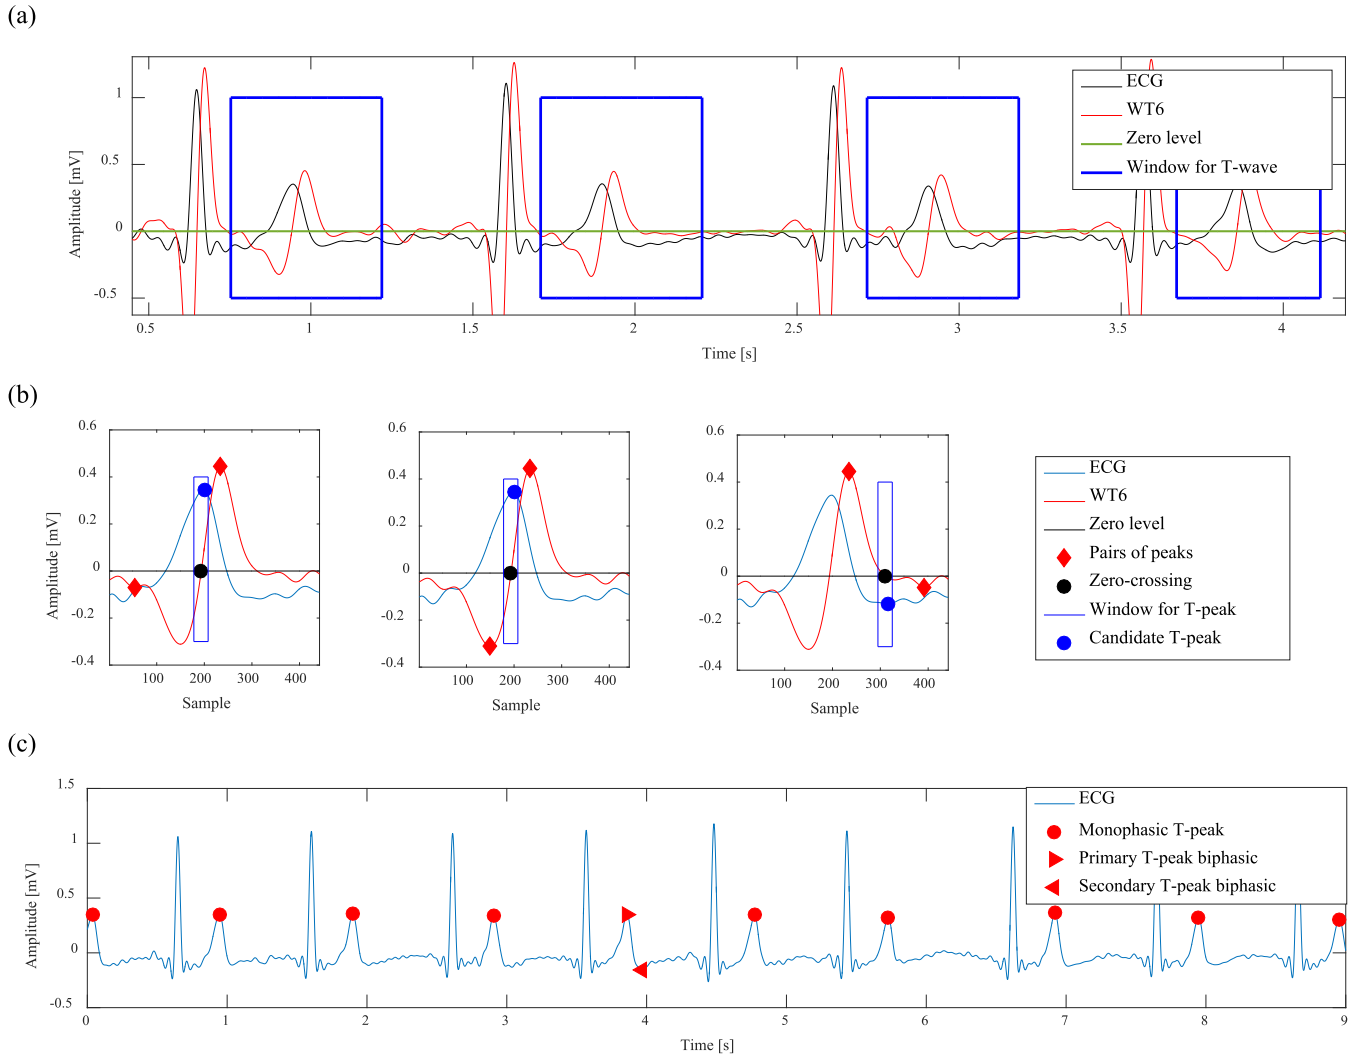 (a)
1
0.5
0
-0.5
Amplitude [mV]
0.5
1
1.5
2
2.5
3
3.5
4
Time [s]
ECG
WT6
Zero level
Window for T-wave
(b)
0.6
0.4
0.2
0
-0.2
-0.4
Amplitude [mV]
100 200 300 400
Sample
0.6
0.4
0.2
0
-0.2
-0.4
100 200 300 400
Sample
0.6
0.4
0.2
0
-0.2
-0.4
100 200 300 400
Sample
ECG
WT6
Zero level
Pairs of peaks
Zero-crossing
Window for T-peak
Candidate T-peak
(c)
1.5
1
0.5
0
-0.5
Amplitude [mV]
0 1 2 3 4 5 6 7 8 9
Time [s]
ECG
Monophasic T-peak
Primary T-peak biphasic
Secondary T-peak biphasic